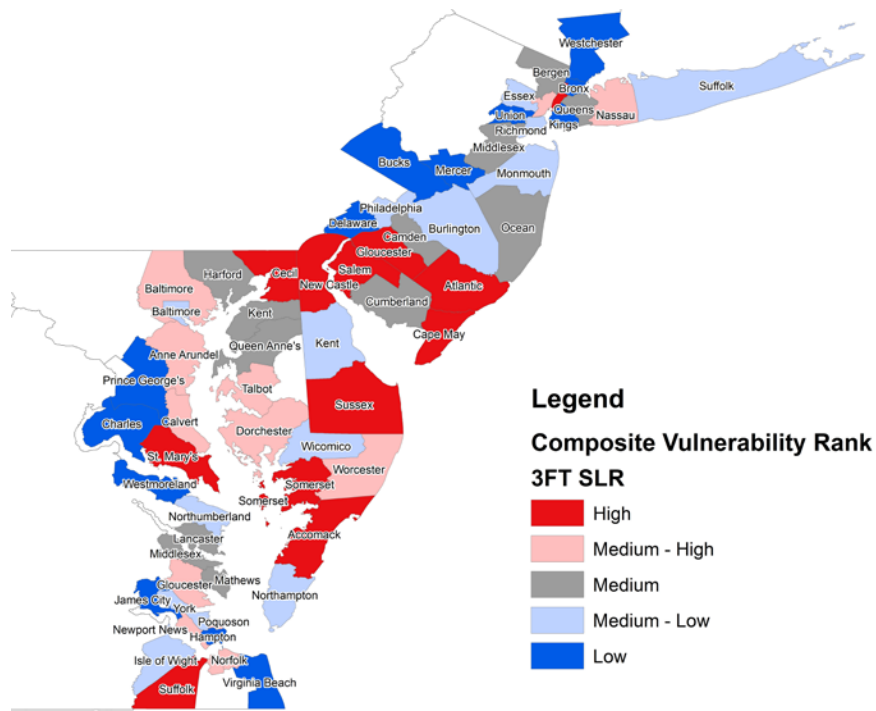 Westchester
Bergen
Suffolk
Essex
Bronx
Union
Queens
Nassau
Kings
Richmond
Middlesex
Bucks
Mercer
Monmouth
Philadelphia
Delaware
Burlington
Ocean
Camden
Gloucester
Harford
Cecil
Salem
New Castle
Atlantic
Baltimore
Cumberland
Baltimore
Kent
Cape May
Queen Anne's
Kent
Anne Arundel
Prince George's
Talbot
Sussex
Calvert
Charles
Dorchester
Wicomico
St. Mary's
Worcester
Westmoreland
Somerset
Somerset
Northumberland
Accomack
Lancaster
Middlesex
Gloucester
Mathews
Northampton
James City
York
Poquoson
Newport News
Hampton
Isle of Wight
Norfolk
Virginia Beach
Suffolk
Legend
Composite Vulnerability Rank
3FT SLR
High
Medium - High
Medium
Medium - Low
Low